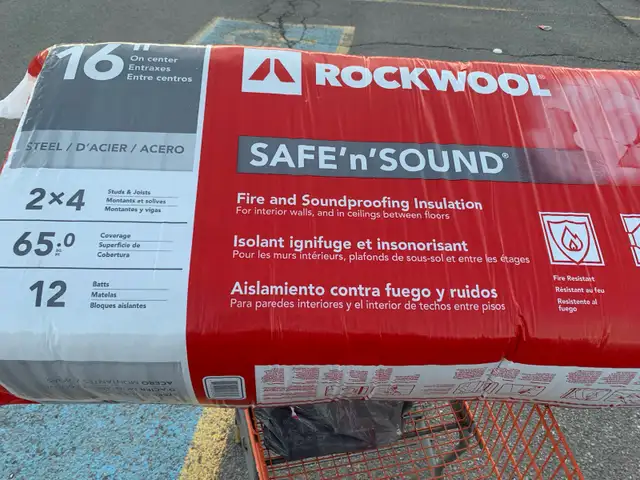 16"
On center
Entraxes
Entre centros
STEEL / D'ACIER / ACERO
2×4
Studs & Joists
Montants et solives
Montantes y vigas
65.0
Coverage
Superficie de
Cobertura
12
Batts
Matelas
Bloques aislantes
ROCKWOOL
SAFE'n'SOUND®
Fire and Soundproofing Insulation
For interior walls, and in ceilings between floors
Isolant ignifuge et insonorisant
Pour les murs intérieurs, plafonds de sous-sol et entre les étages
Aislamiento contra fuego y ruidos
Para paredes interiores y el interior de techos entre pisos
Fire Resistant
Résistant au feu
Resistente al
fuego